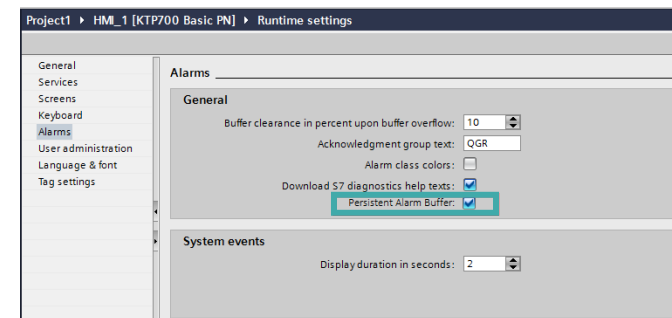 Project1 ▸ HMI_1 [KTP700 Basic PN] ▸ Runtime settings
General
Services
Screens
Keyboard
Alarms
User administration
Language & font
Tag settings
Alarms
General
Buffer clearance in percent upon buffer overflow: 10
Acknowledgment group text: QGR
Alarm class colors:
Download S7 diagnostics help texts:
Persistent Alarm Buffer:
System events
Display duration in seconds: 2